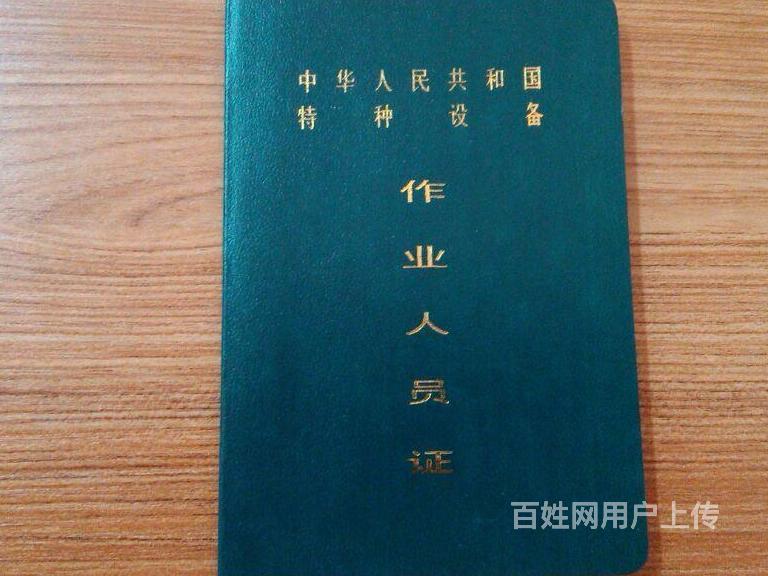 中华人民共和国
特种设备
作
业
人
员
证
百姓网用户上传